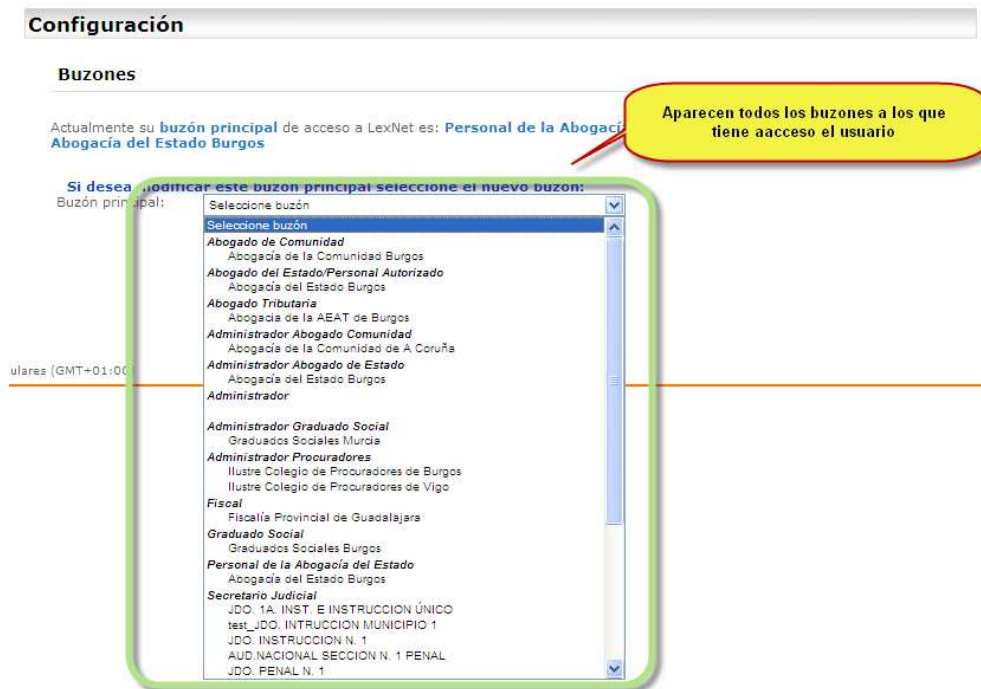 Configuración
Buzones
Aparecen todos los buzones a los que
tiene aacceso el usuario
Actualmente su buzón principal de acceso a LexNet es: Personal de la Abogací
Abogacía del Estado Burgos
Si desea modificar este buzón principal seleccione el nuevo buzón:
Buzón principal:
Seleccione buzón
Seleccione buzón
Abogado de Comunidad
Abogacía de la Comunidad Burgos
Abogado del Estado/Personal Autorizado
Abogacía del Estado Burgos
Abogado Tributaria
Abogacia de la AEAT de Burgos
Administrador Abogado Comunidad
Abogacía de la Comunidad de A Coruña
Administrador Abogado de Estado
Abogacía del Estado Burgos
ulares (GMT+01:00)
Administrador
Administrador Graduado Social
Graduados Sociales Murcia
Administrador Procuradores
Ilustre Colegio de Procuradores de Burgos
Ilustre Colegio de Procuradores de Vigo
Fiscal
Fiscalía Provincial de Guadalajara
Graduado Social
Graduados Sociales Burgos
Personal de la Abogacía del Estado
Abogacía del Estado Burgos
Secretario Judicial
JDO. 1A. INST. E INSTRUCCION ÚNICO
test_JDO. INTRUCCION MUNICIPIO 1
JDO. INSTRUCCION N. 1
AUD.NACIONAL SECCION N. 1 PENAL
JDO. PENAL N. 1